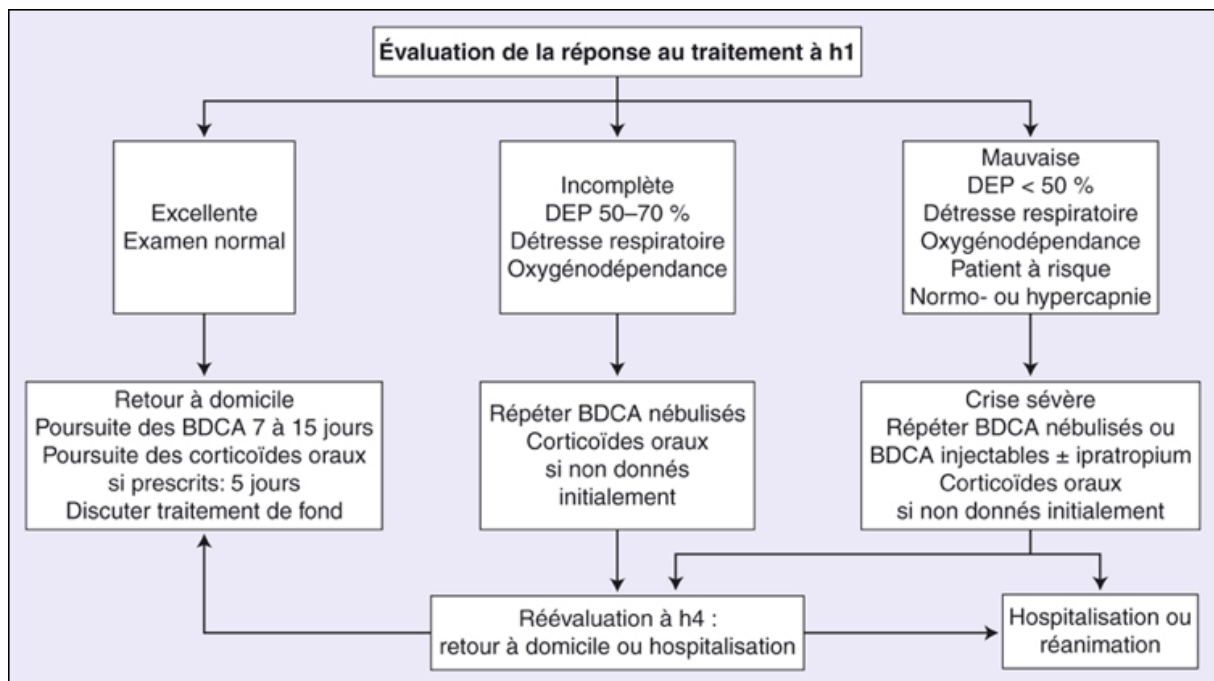 Évaluation de la réponse au traitement à h1
Excellente
Examen normal
Incomplète
DEP 50–70 %
Détresse respiratoire
Oxygénodépendance
Mauvaise
DEP < 50 %
Détresse respiratoire
Oxygénodépendance
Patient à risque
Normo- ou hypercapnie
Retour à domicile
Poursuite des BDCA 7 à 15 jours
Poursuite des corticoïdes oraux
si prescrits: 5 jours
Discuter traitement de fond
Répéter BDCA nébulisés
Corticoïdes oraux
si non donnés
initialement
Crise sévère
Répéter BDCA nébulisés ou
BDCA injectables ± ipratropium
Corticoïdes oraux
si non donnés initialement
Réévaluation à h4 :
retour à domicile ou hospitalisation
Hospitalisation ou
réanimation